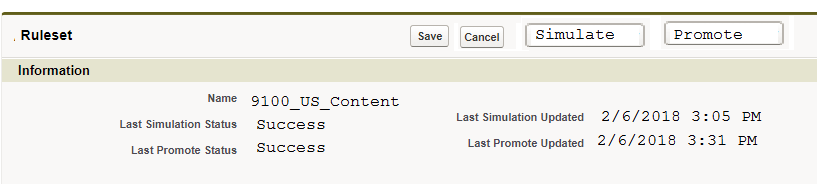 Ruleset Save Cancel Simulate Promote
Information
Name 9100_US_Content
Last Simulation Status Success Last Simulation Updated 2/6/2018 3:05 PM
Last Promote Status Success Last Promote Updated 2/6/2018 3:31 PM